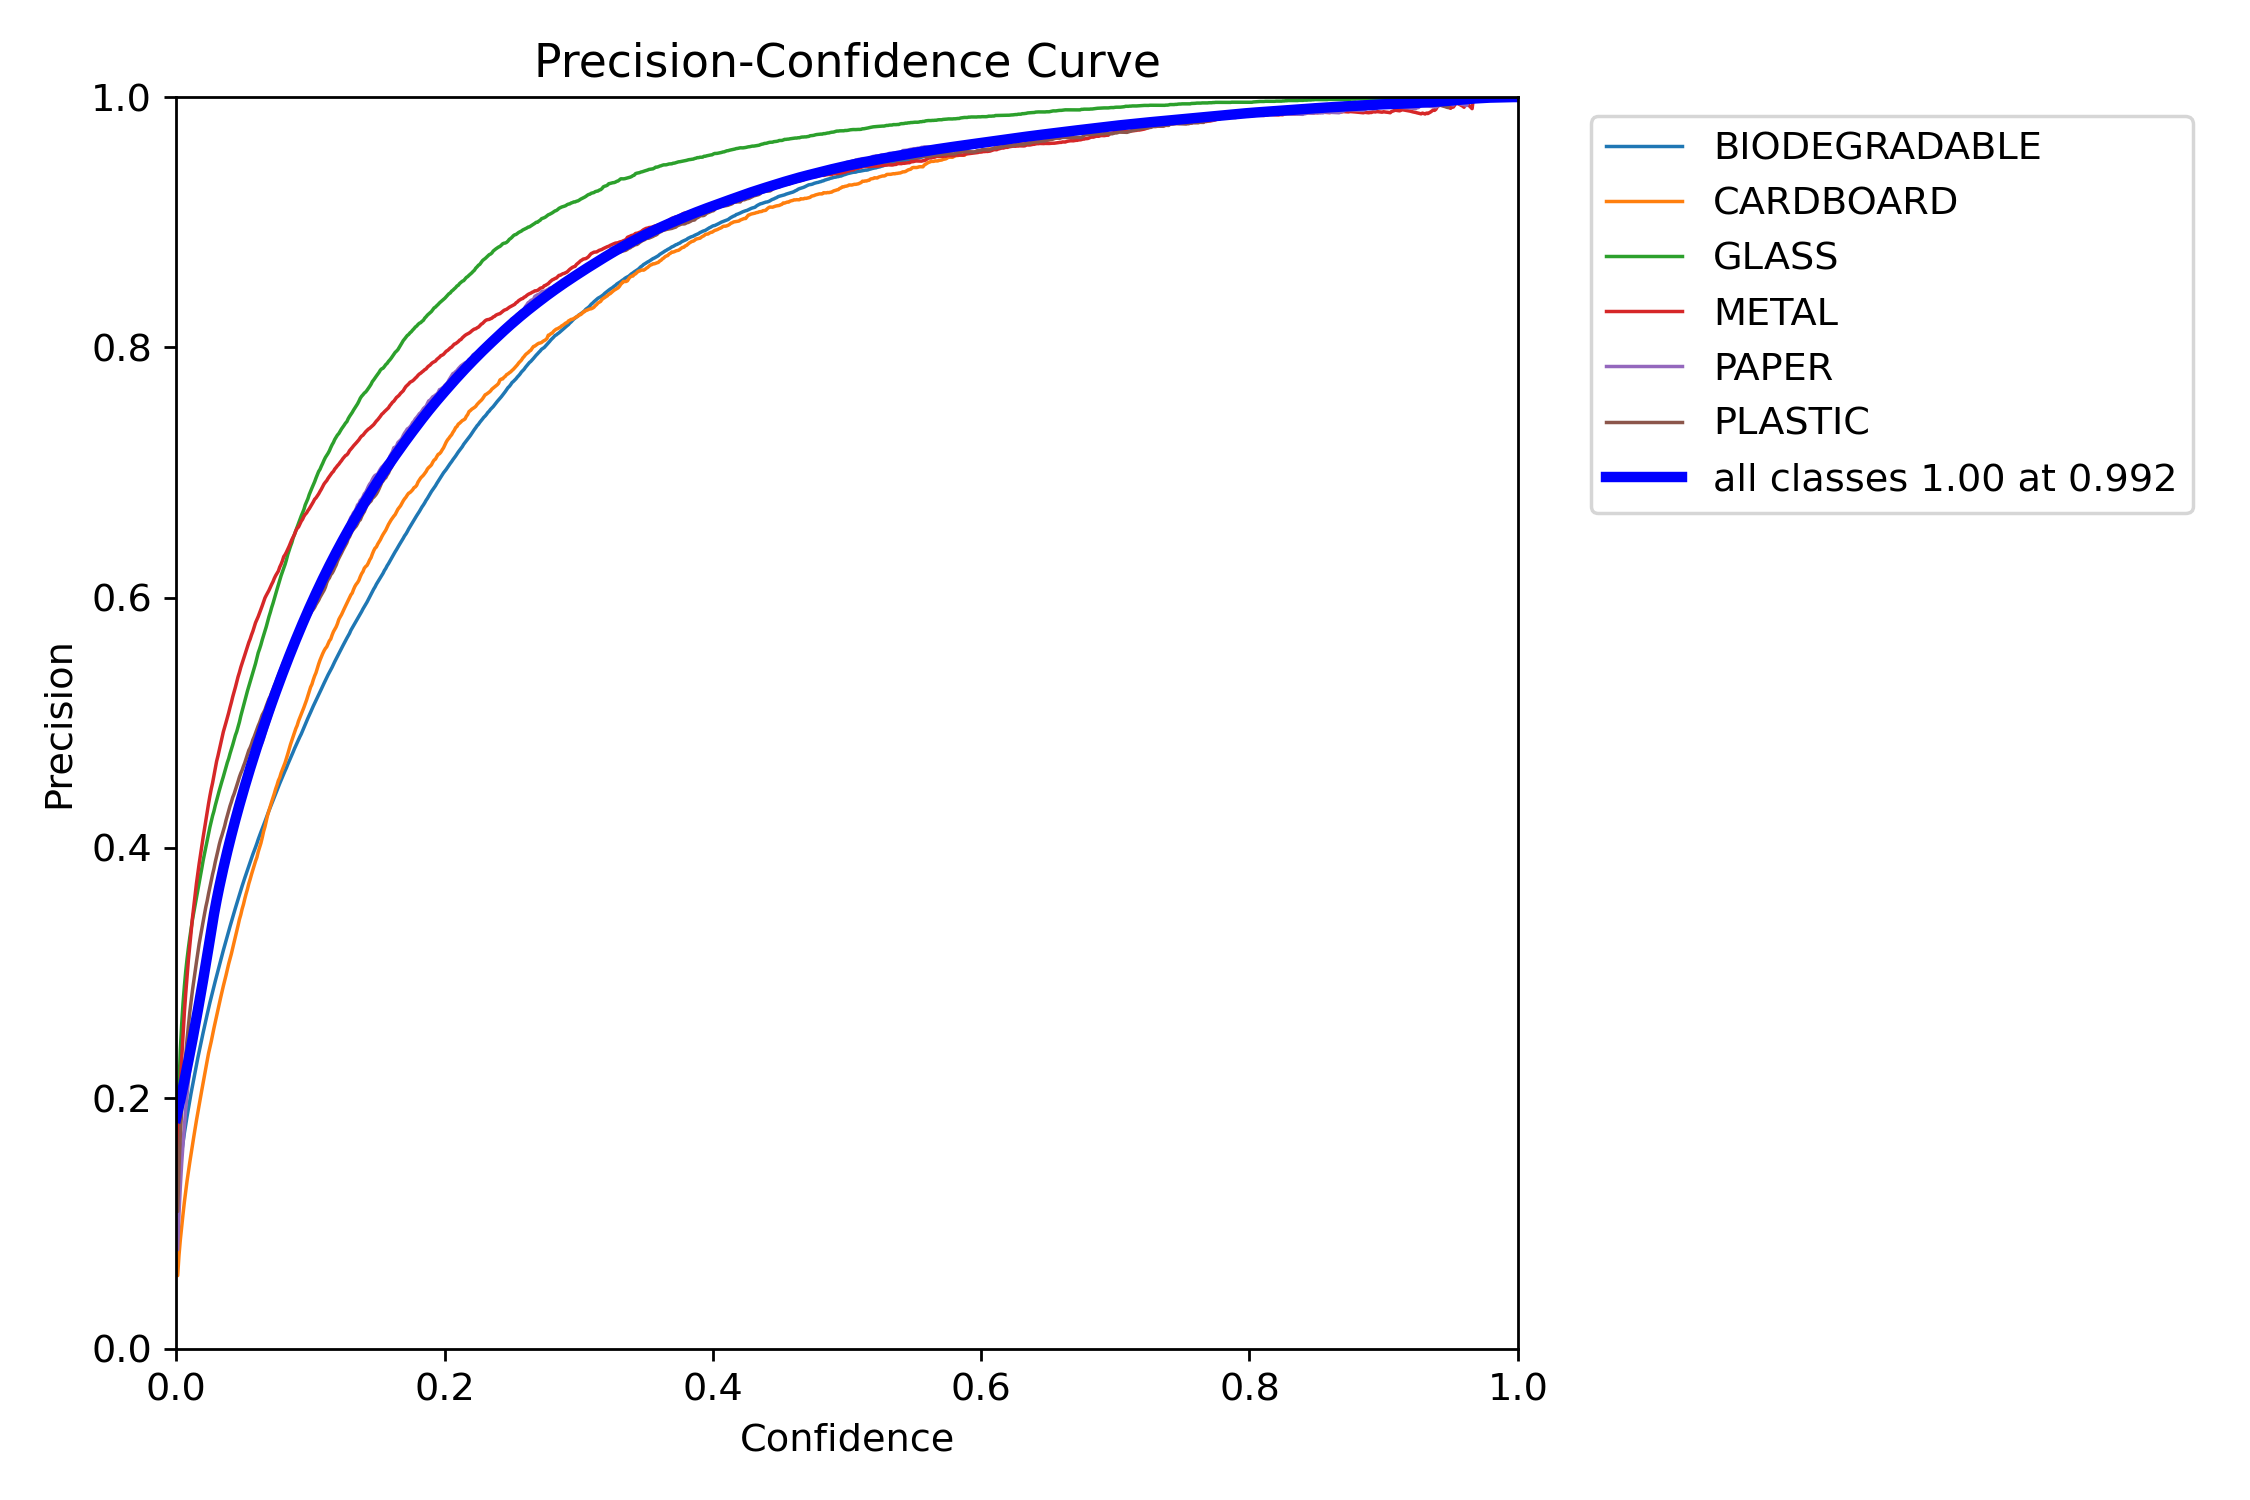 Precision-Confidence Curve
1.0
0.8
0.6
0.4
0.2
0.0
Precision
0.0 0.2 0.4 0.6 0.8 1.0
Confidence
BIODEGRADABLE
CARDBOARD
GLASS
METAL
PAPER
PLASTIC
all classes 1.00 at 0.992